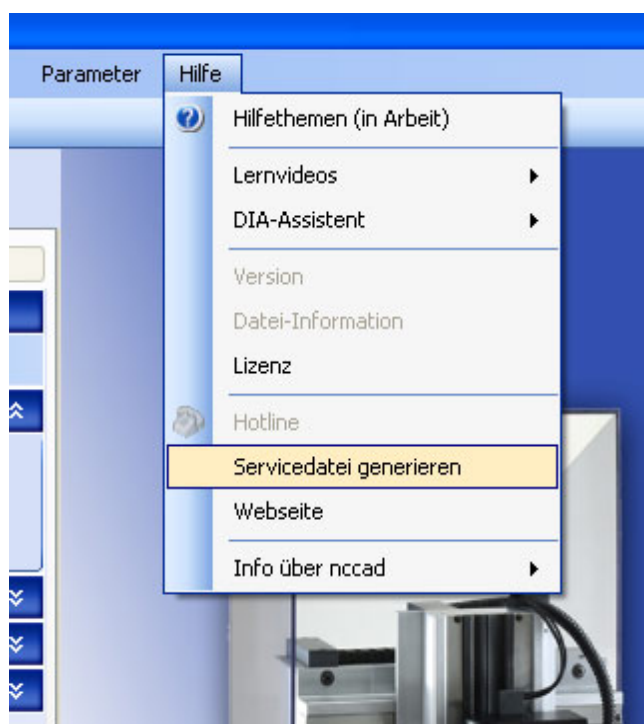 Parameter Hilfe
Hilfethemen (in Arbeit)
Lernvideos
DIA-Assistent
Version
Datei-Information
Lizenz
Hotline
Servicedatei generieren
Webseite
Info über nccad